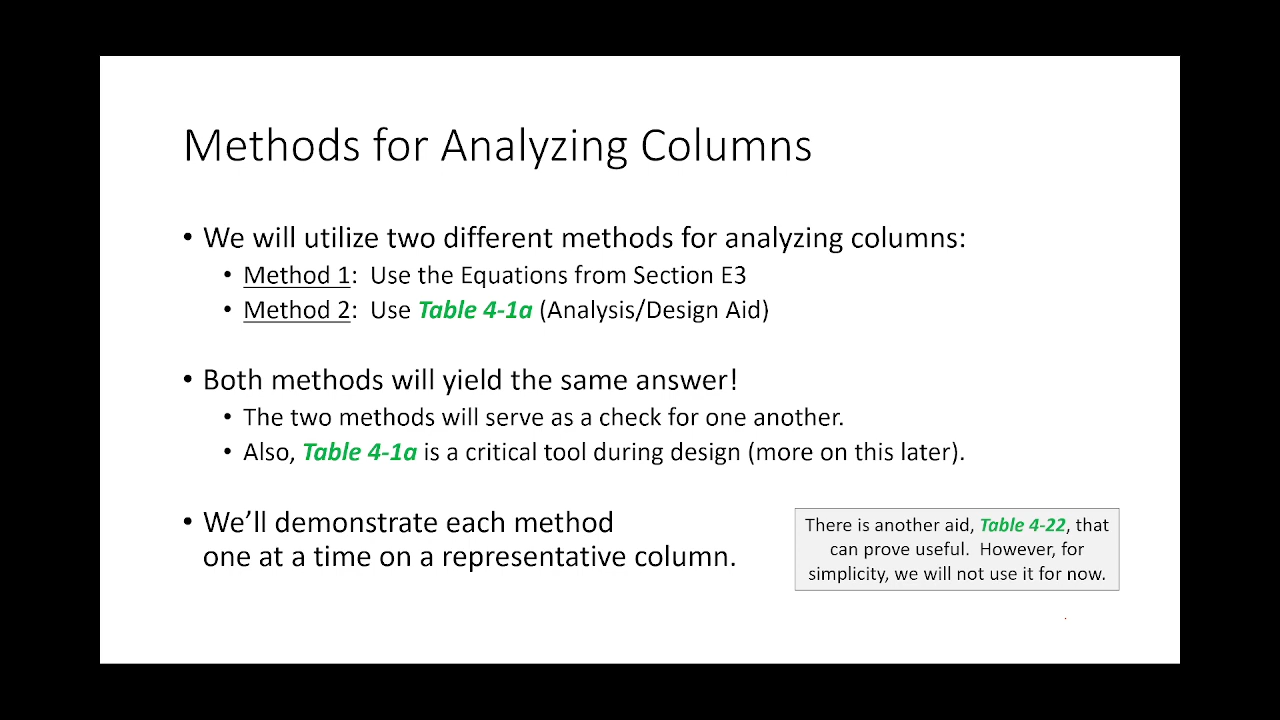 Methods for Analyzing Columns
• We will utilize two different methods for analyzing columns:
• Method 1:  Use the Equations from Section E3
• Method 2:  Use Table 4-1a (Analysis/Design Aid)
• Both methods will yield the same answer!
• The two methods will serve as a check for one another.
• Also, Table 4-1a is a critical tool during design (more on this later).
• We’ll demonstrate each method
one at a time on a representative column.
There is another aid, Table 4-22, that
can prove useful.  However, for
simplicity, we will not use it for now.